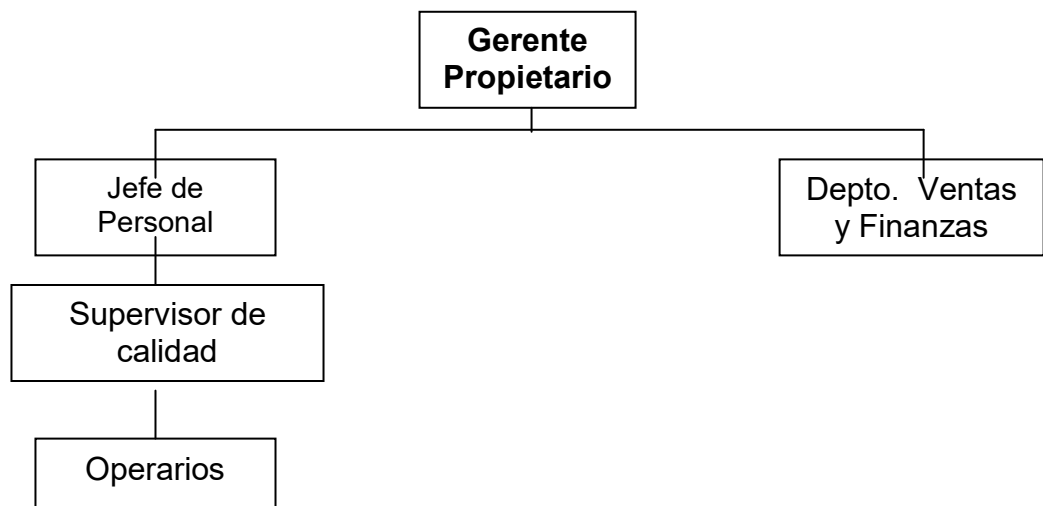 Gerente
Propietario
Jefe de
Personal
Depto. Ventas
y Finanzas
Supervisor de
calidad
Operarios